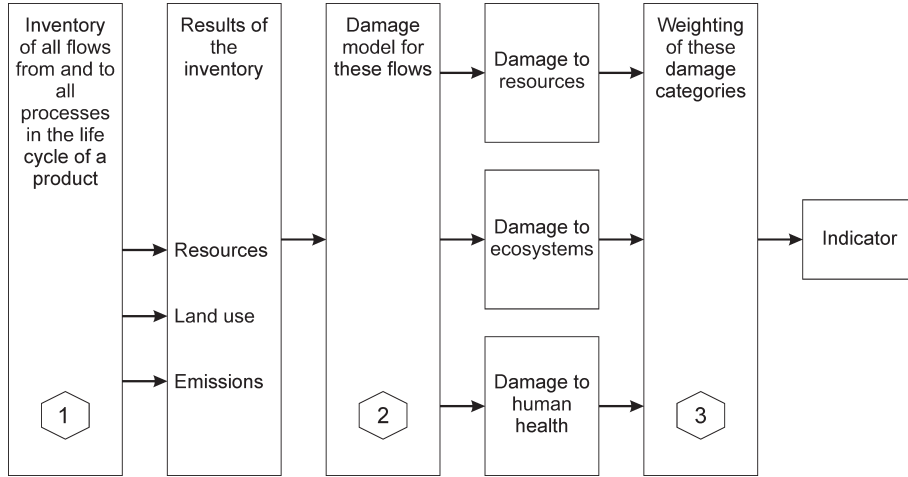 Inventory
of all flows
from and to
all
processes
in the life
cycle of a
product
1
Results of
the
inventory
Resources
Land use
Emissions
Damage
model for
these flows
2
Damage to
resources
Damage to
ecosystems
Damage to
human
health
Weighting
of these
damage
categories
3
Indicator